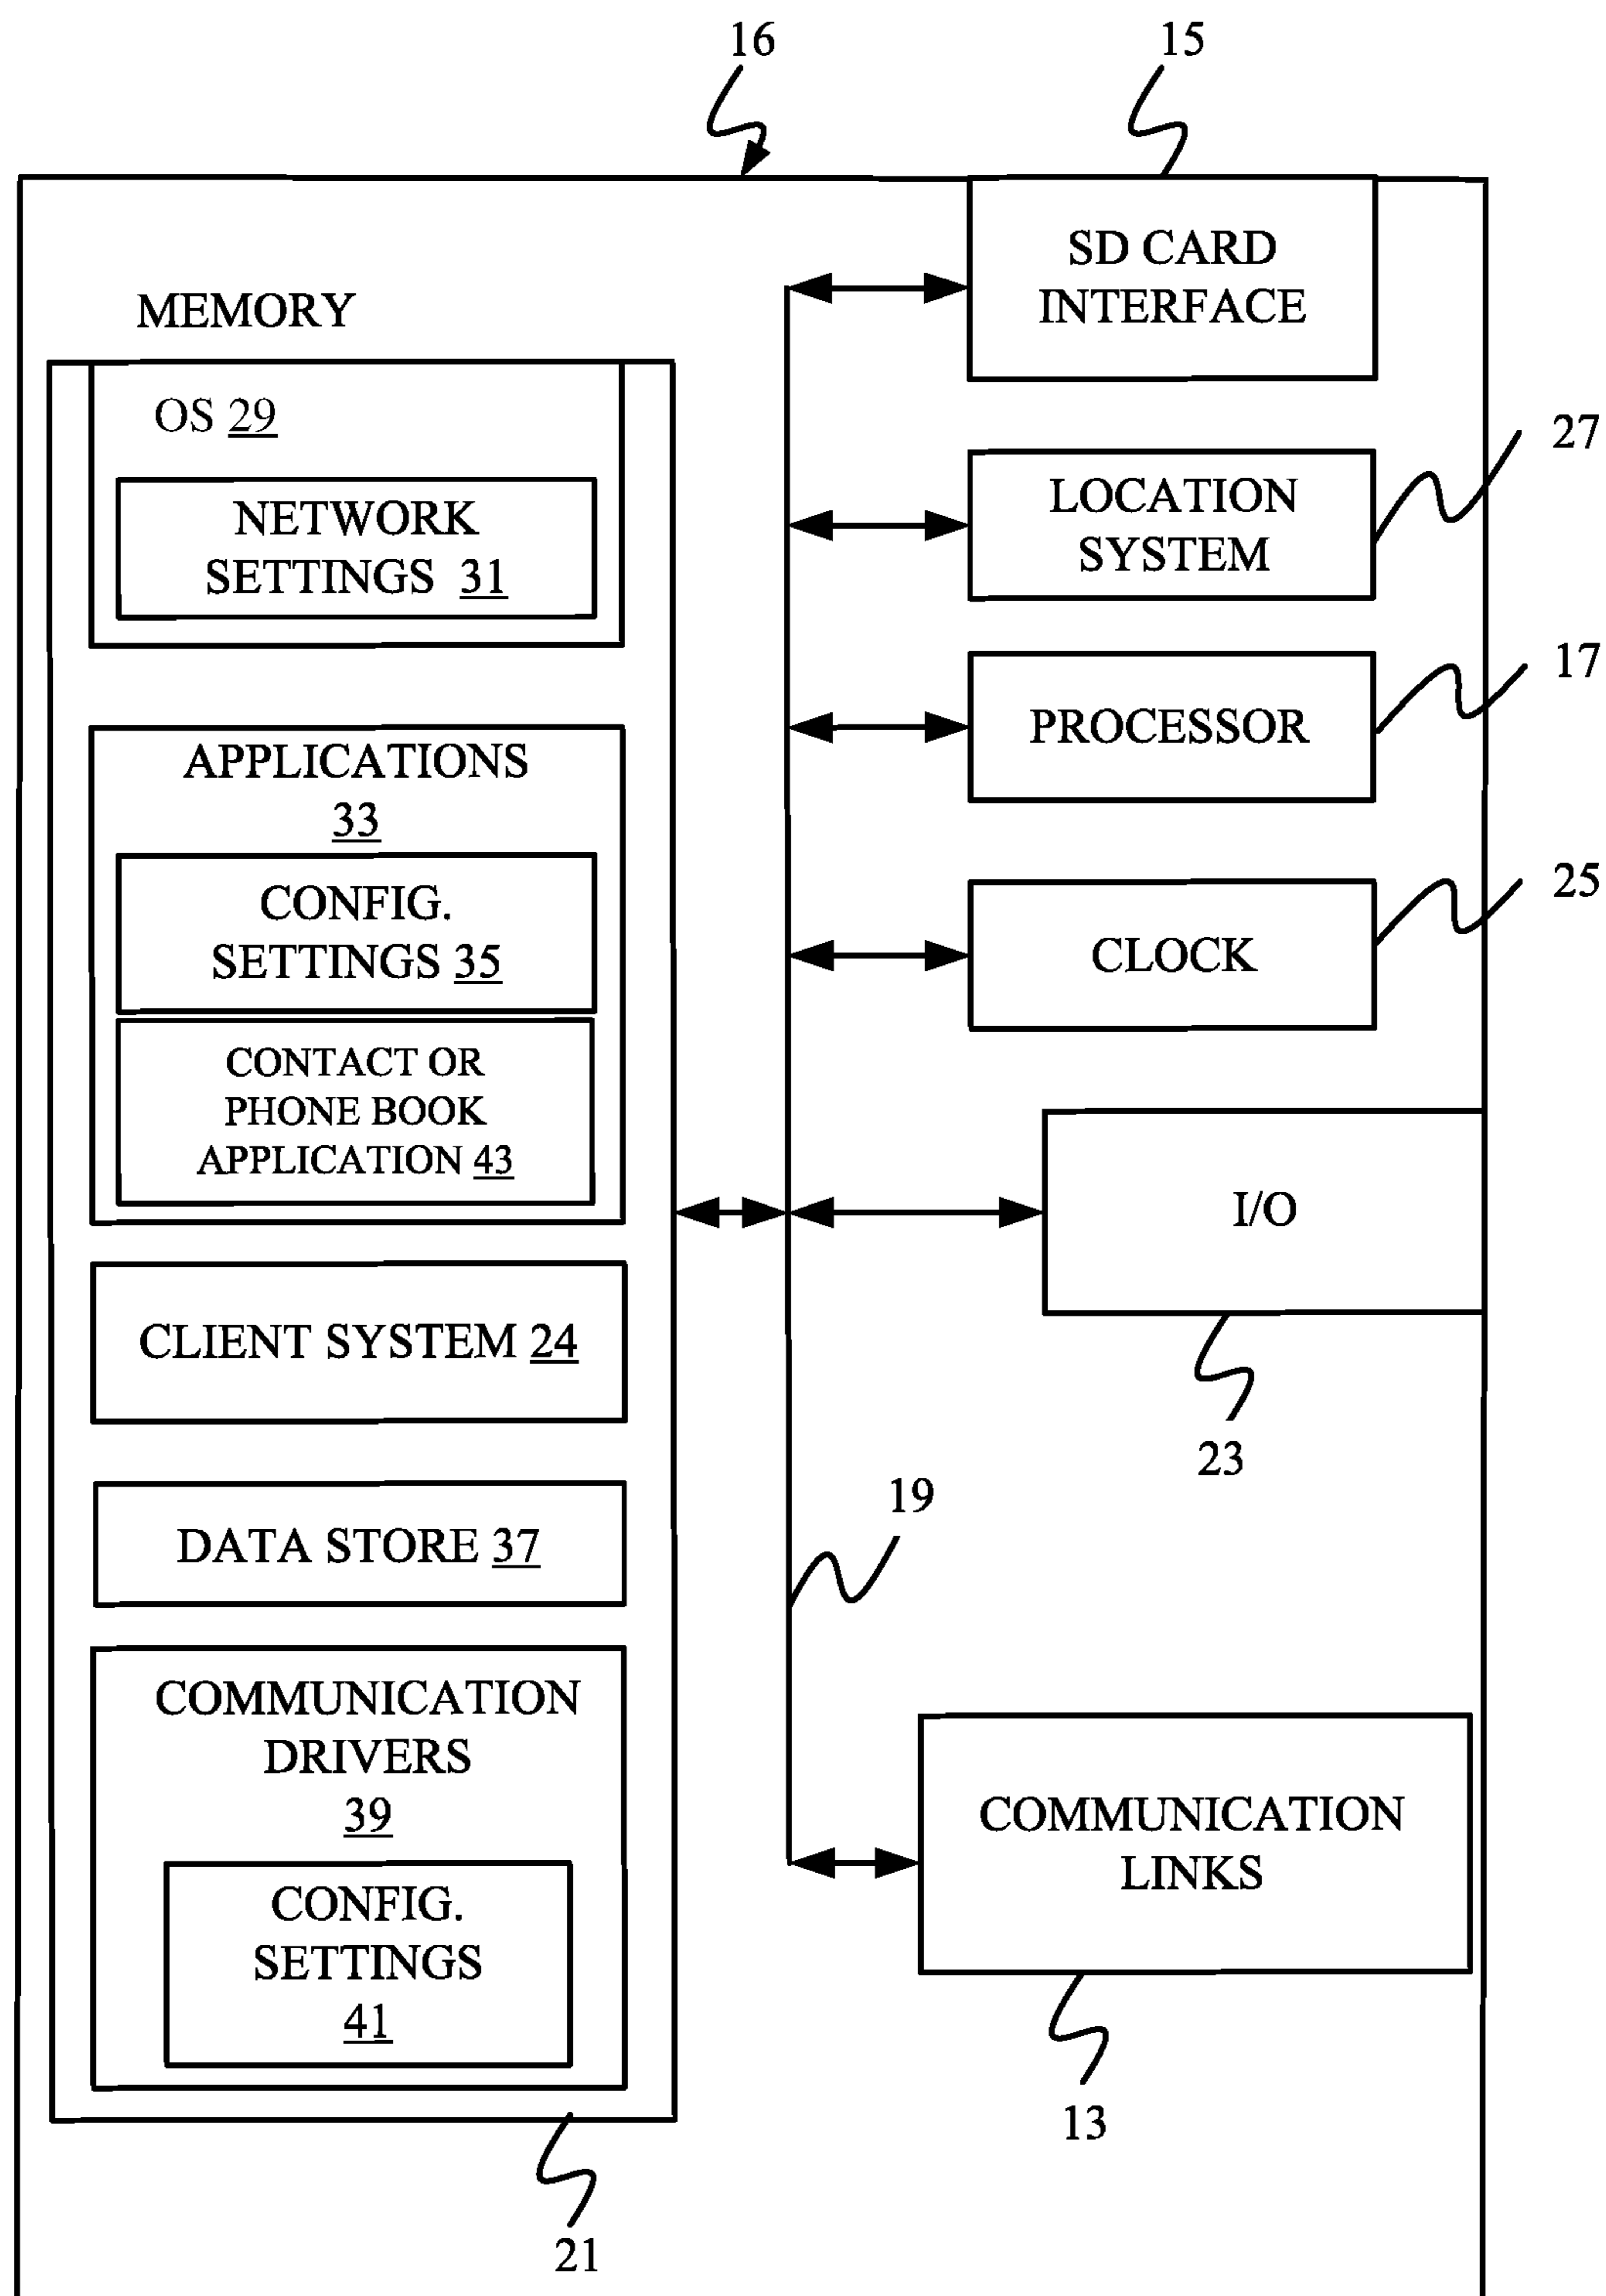 16
15
SD CARD
INTERFACE
MEMORY
OS 29
27
NETWORK
SETTINGS 31
LOCATION
SYSTEM
17
PROCESSOR
APPLICATIONS
33
CONFIG.
SETTINGS 35
25
CLOCK
CONTACT OR
PHONE BOOK
APPLICATION 43
I/O
CLIENT SYSTEM 24
23
19
DATA STORE 37
COMMUNICATION
DRIVERS
39
COMMUNICATION
LINKS
CONFIG.
SETTINGS
41
13
21